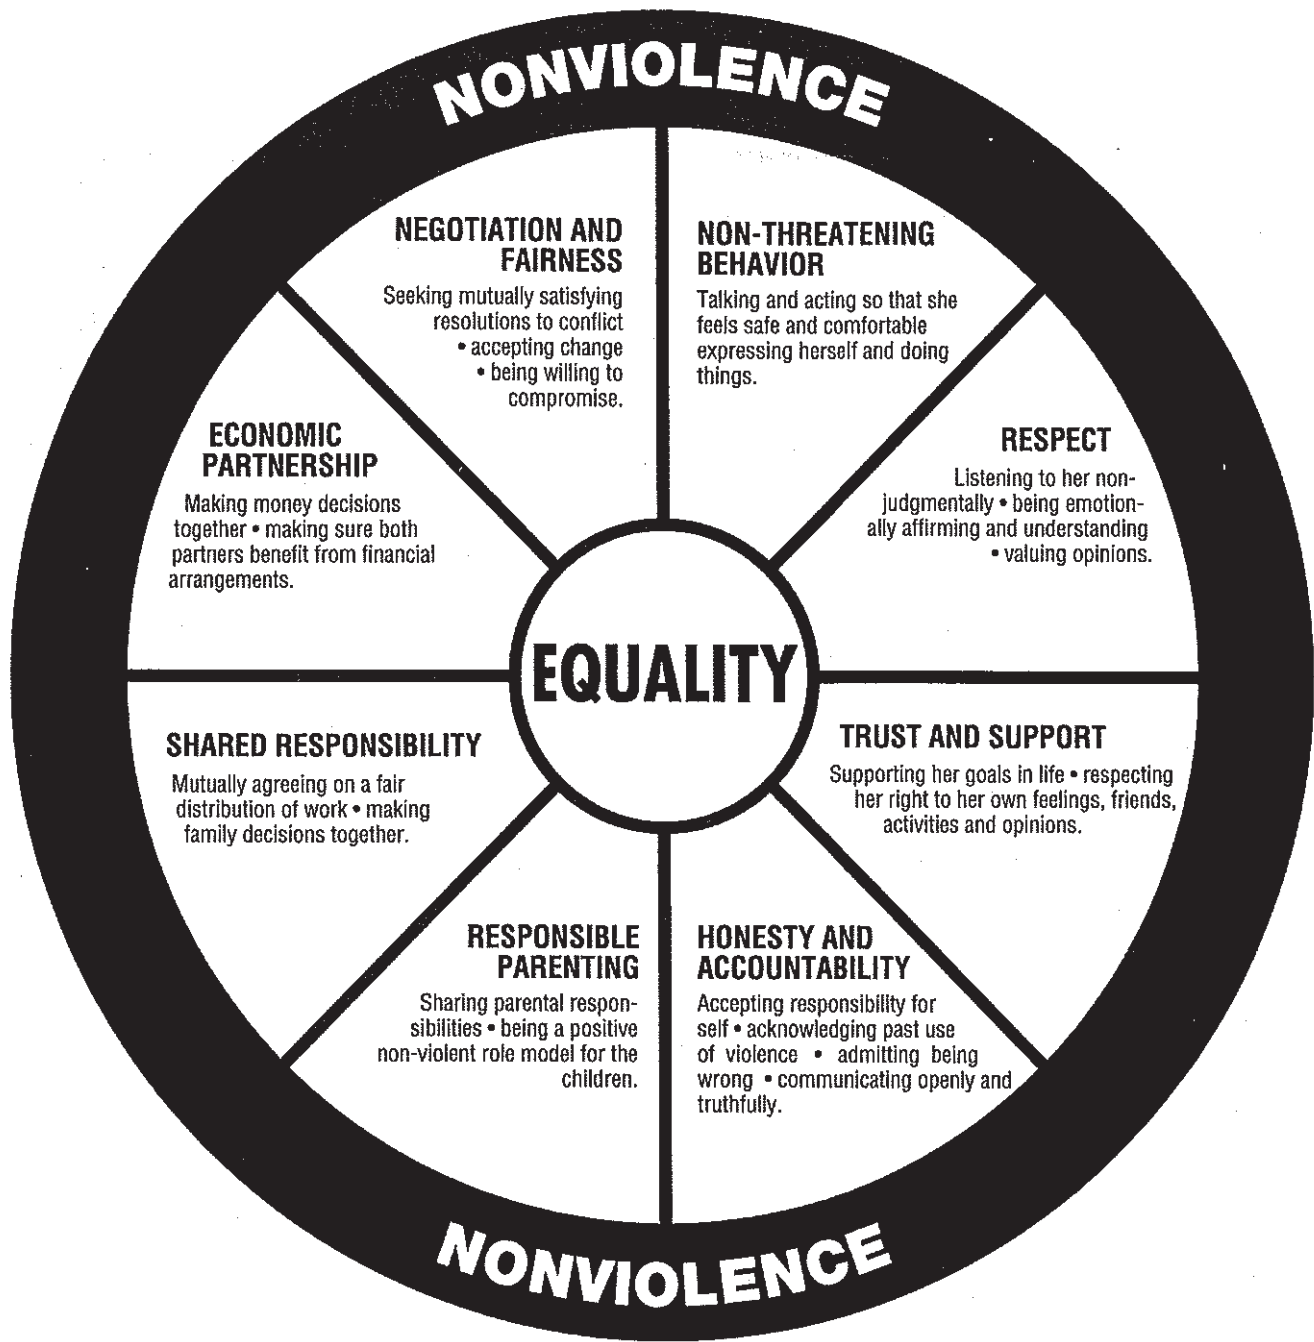 NONVIOLENCE
NEGOTIATION AND
FAIRNESS
Seeking mutually satisfying
resolutions to conflict
• accepting change
• being willing to
compromise.
NON-THREATENING
BEHAVIOR
Talking and acting so that she
feels safe and comfortable
expressing herself and doing
things.
ECONOMIC
PARTNERSHIP
Making money decisions
together • making sure both
partners benefit from financial
arrangements.
RESPECT
Listening to her non-
judgmentally • being emotion-
ally affirming and understanding
• valuing opinions.
EQUALITY
SHARED RESPONSIBILITY
Mutually agreeing on a fair
distribution of work • making
family decisions together.
TRUST AND SUPPORT
Supporting her goals in life • respecting
her right to her own feelings, friends,
activities and opinions.
RESPONSIBLE
PARENTING
Sharing parental respon-
sibilities • being a positive
non-violent role model for the
children.
HONESTY AND
ACCOUNTABILITY
Accepting responsibility for
self • acknowledging past use
of violence • admitting being
wrong • communicating openly and
truthfully.
NONVIOLENCE